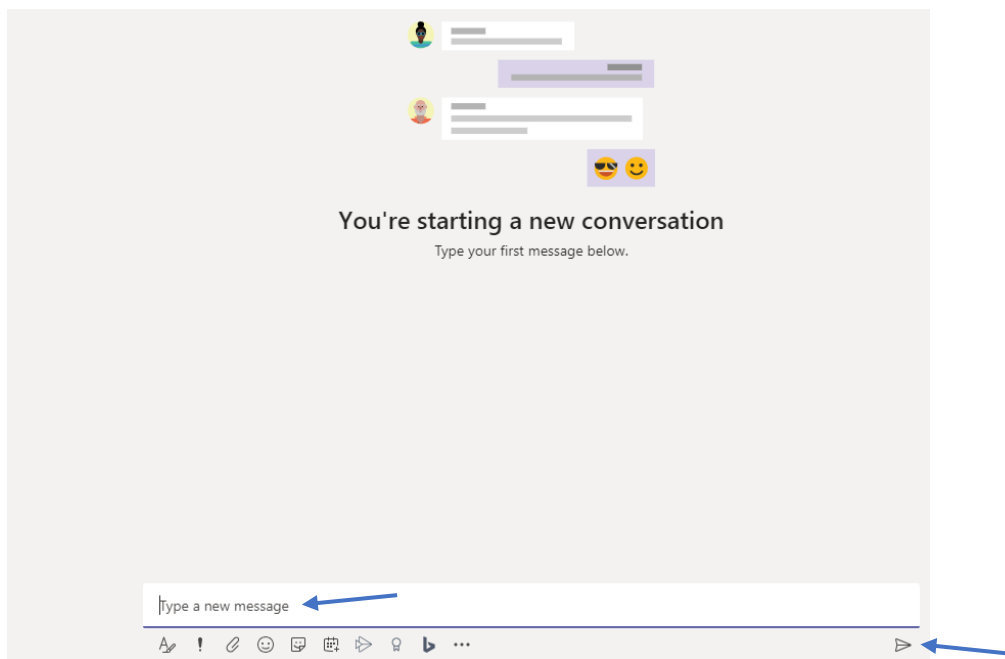 You're starting a new conversation
Type your first message below.
Type a new message